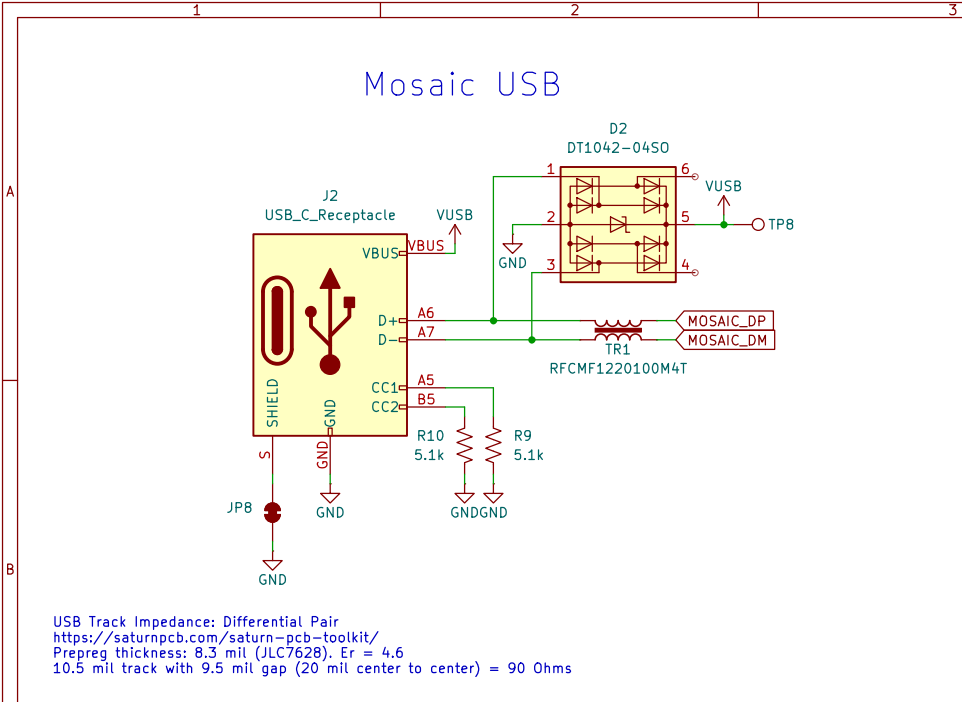 1 2 3
Mosaic USB
D2
DT1042-04SO
1 6
A
VUSB
J2
USB_C_Receptacle
VUSB
2 5 TP8
VBUS VBUS
GND
3 4
D+ A6 MOSAIC_DP
D- A7 MOSAIC_DM
TR1
RFCMF1220100M4T
CC1 A5
CC2 B5
SHIELD GND
R10 R9
5.1k 5.1k
S GND
JP8 GND GND GND
B
GND
USB Track Impedance: Differential Pair
https://saturnpcb.com/saturn-pcb-toolkit/
Prepreg thickness: 8.3 mil (JLC7628). Er = 4.6
10.5 mil track with 9.5 mil gap (20 mil center to center) = 90 Ohms